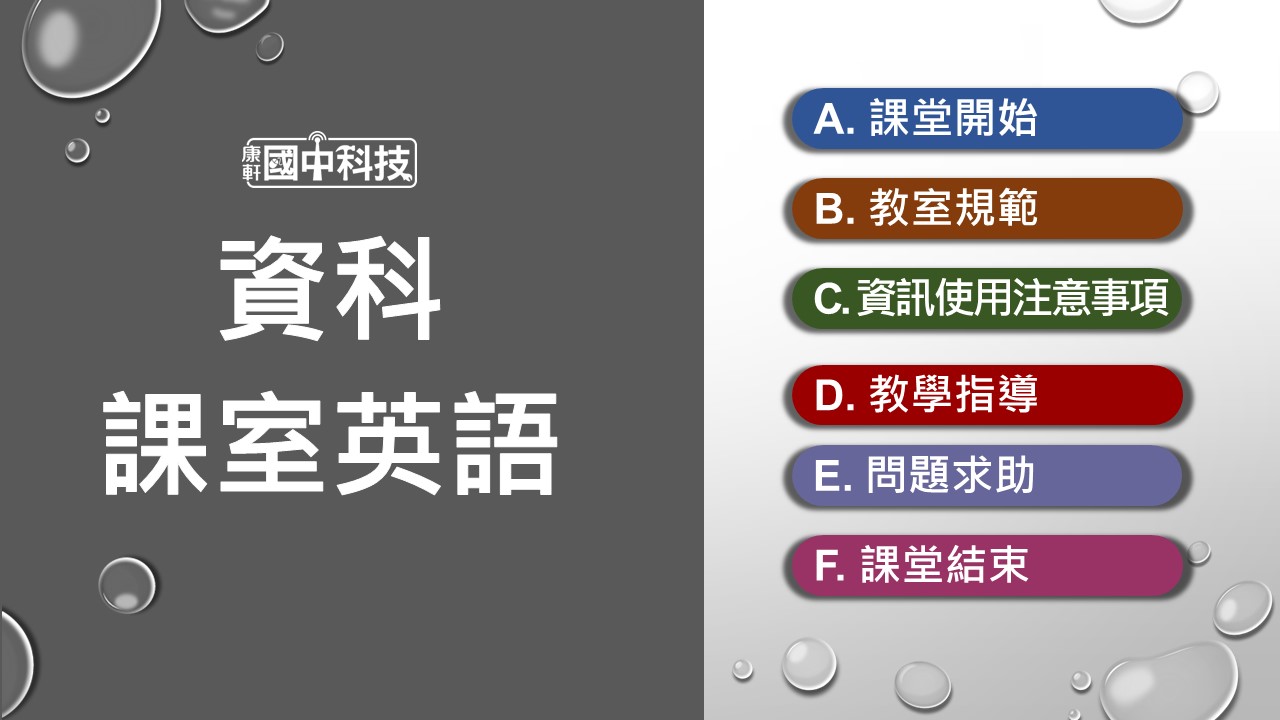 康軒 國中科技
資科
課室英語
A. 課堂開始
B. 教室規範
C. 資訊使用注意事項
D. 教學指導
E. 問題求助
F. 課堂結束